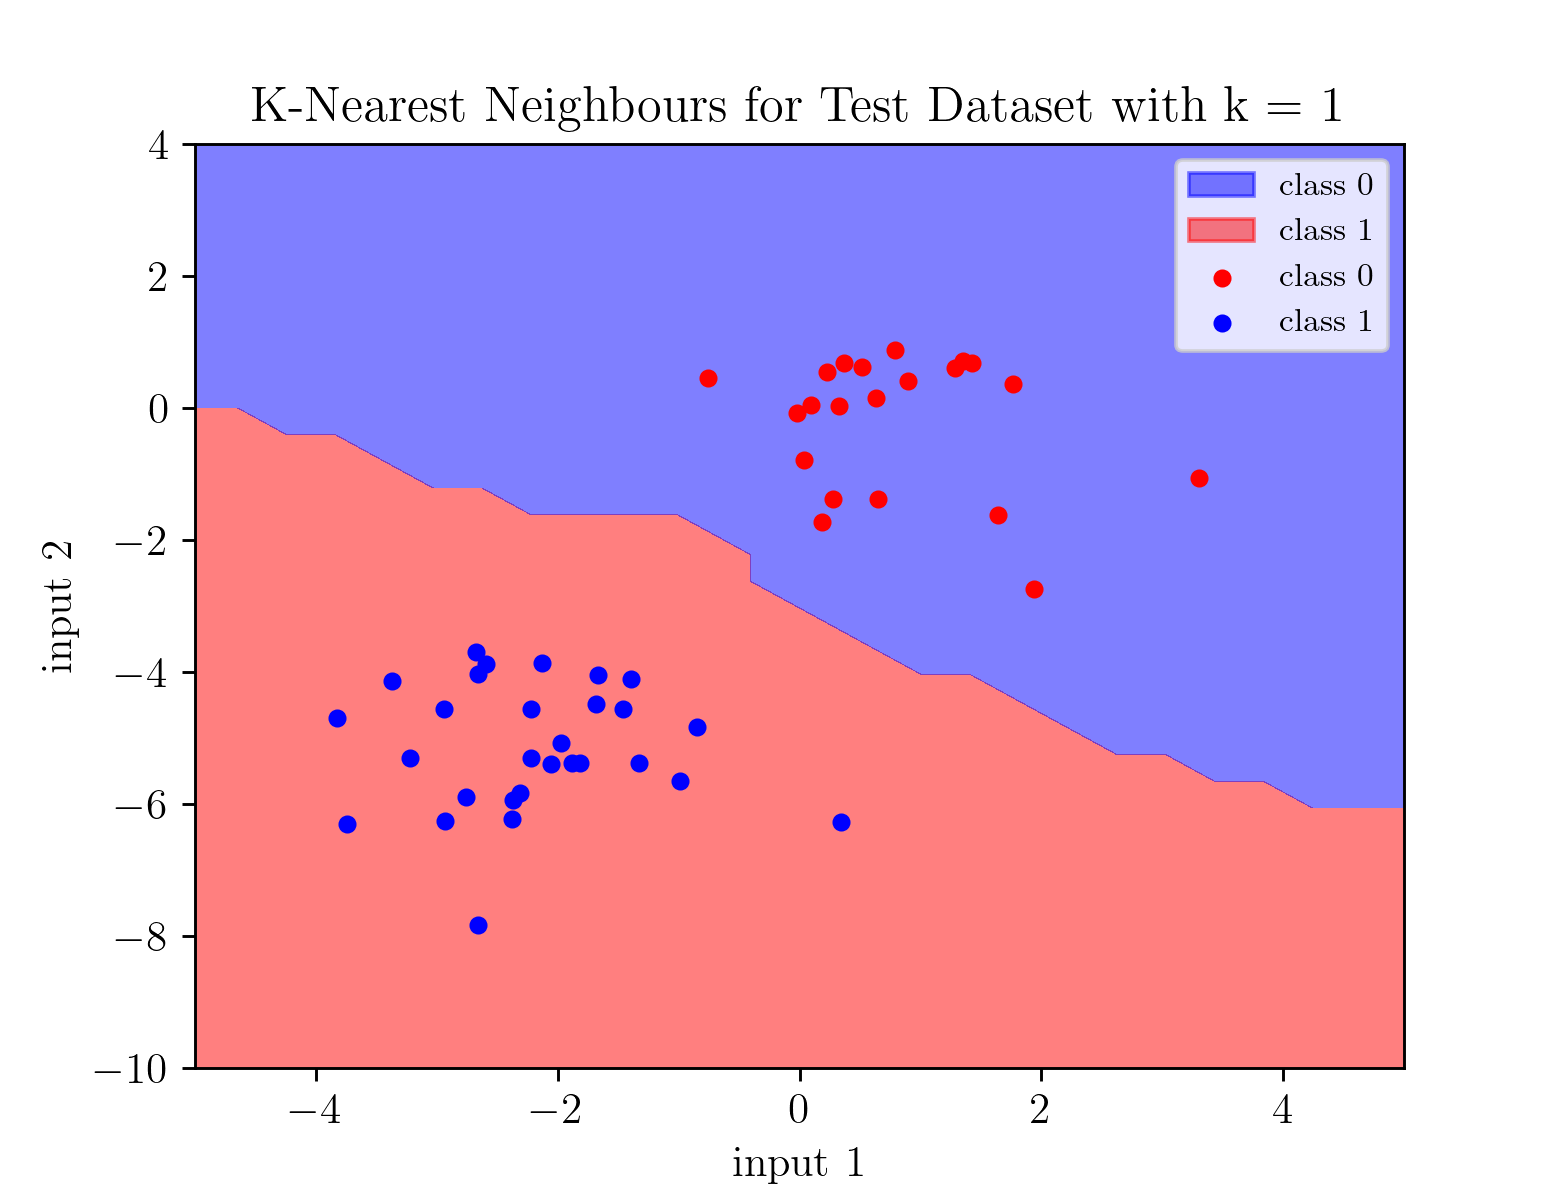 K-Nearest Neighbours for Test Dataset with k = 1
4
2
0
−2
−4
−6
−8
−10
input 2
class 0
class 1
class 0
class 1
−4
−2
0
2
4
input 1